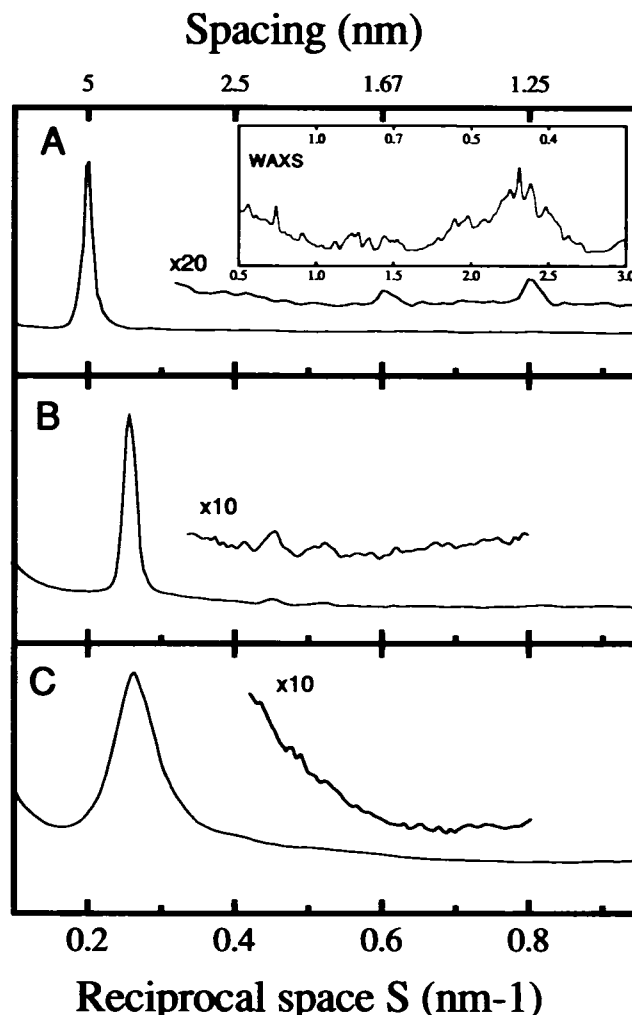 Spacing (nm)
5 2.5 1.67 1.25
A
1.0 0.7 0.5 0.4
WAXS
x20
0.5 1.0 1.5 2.0 2.5 3.0
B
x10
C
x10
0.2 0.4 0.6 0.8
Reciprocal space S (nm-1)